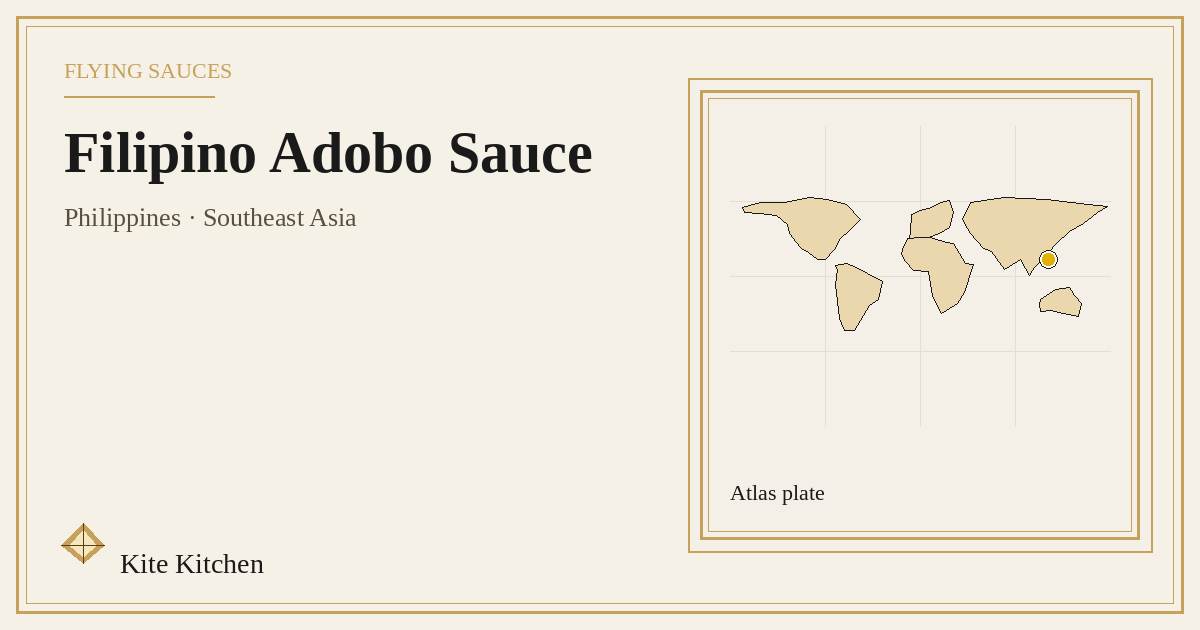 FLYING SAUCES
Filipino Adobo Sauce
Philippines · Southeast Asia
Atlas plate
Kite Kitchen